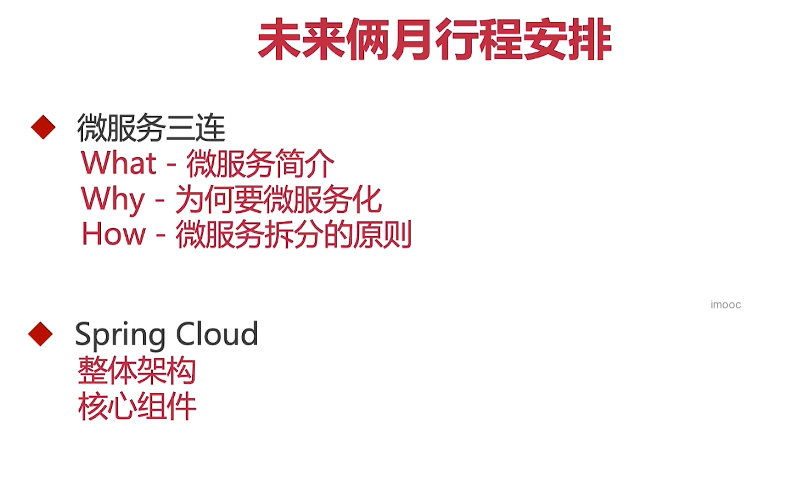 未来俩月行程安排
微服务三连
What - 微服务简介
Why - 为何要微服务化
How - 微服务拆分的原则
imooc
Spring Cloud
整体架构
核心组件